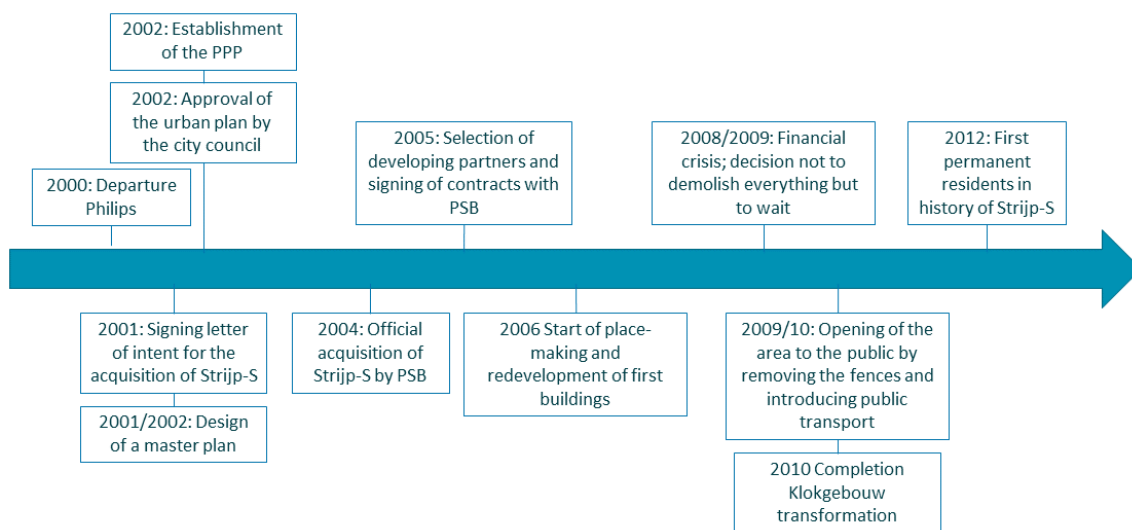 2002: Establishment
of the PPP
2002: Approval of
the urban plan by
the city council
2000: Departure
Philips
2005: Selection of
developing partners and
signing of contracts with
PSB
2008/2009: Financial
crisis; decision not to
demolish everything but
to wait
2012: First
permanent
residents in
history of Strijp-S
2001: Signing letter
of intent for the
acquisition of Strijp-S
2001/2002: Design
of a master plan
2004: Official
acquisition of
Strijp-S by PSB
2006 Start of place-
making and
redevelopment of first
buildings
2009/10: Opening of the
area to the public by
removing the fences and
introducing public
transport
2010 Completion
Klokgebouw
transformation